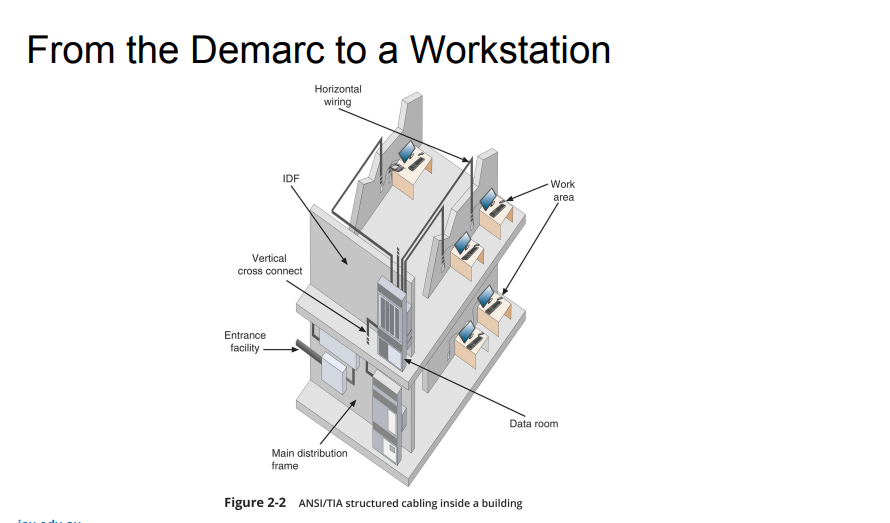 From the Demarc to a Workstation
Horizontal
wiring
IDF
Work
area
Vertical
cross connect
Entrance
facility
Data room
Main distribution
frame
Figure 2-2 ANSI/TIA structured cabling inside a building